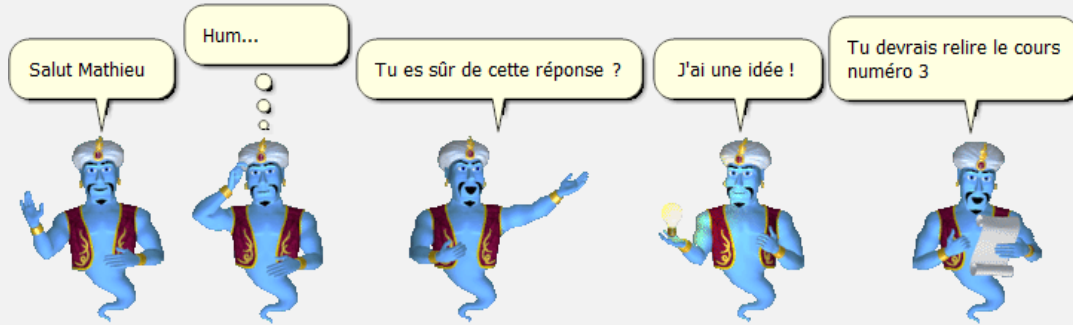 Salut Mathieu
Hum...
Tu es sûr de cette réponse ?
J'ai une idée !
Tu devrais relire le cours
numéro 3